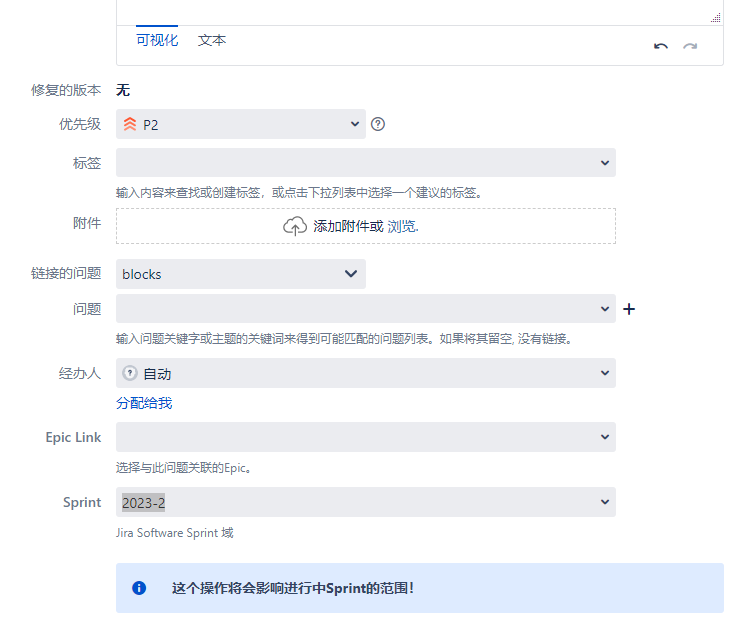 可视化 文本
修复的版本 无
优先级 P2
标签
输入内容来查找或创建标签，或点击下拉列表中选择一个建议的标签。
附件 添加附件或 浏览.
链接的问题 blocks
问题
输入问题关键字或主题的关键词来得到可能匹配的问题列表。如果将其留空, 没有链接。
经办人 自动
分配给我
Epic Link
选择与此问题关联的Epic。
Sprint 2023-2
Jira Software Sprint 域
这个操作将会影响进行中Sprint的范围！